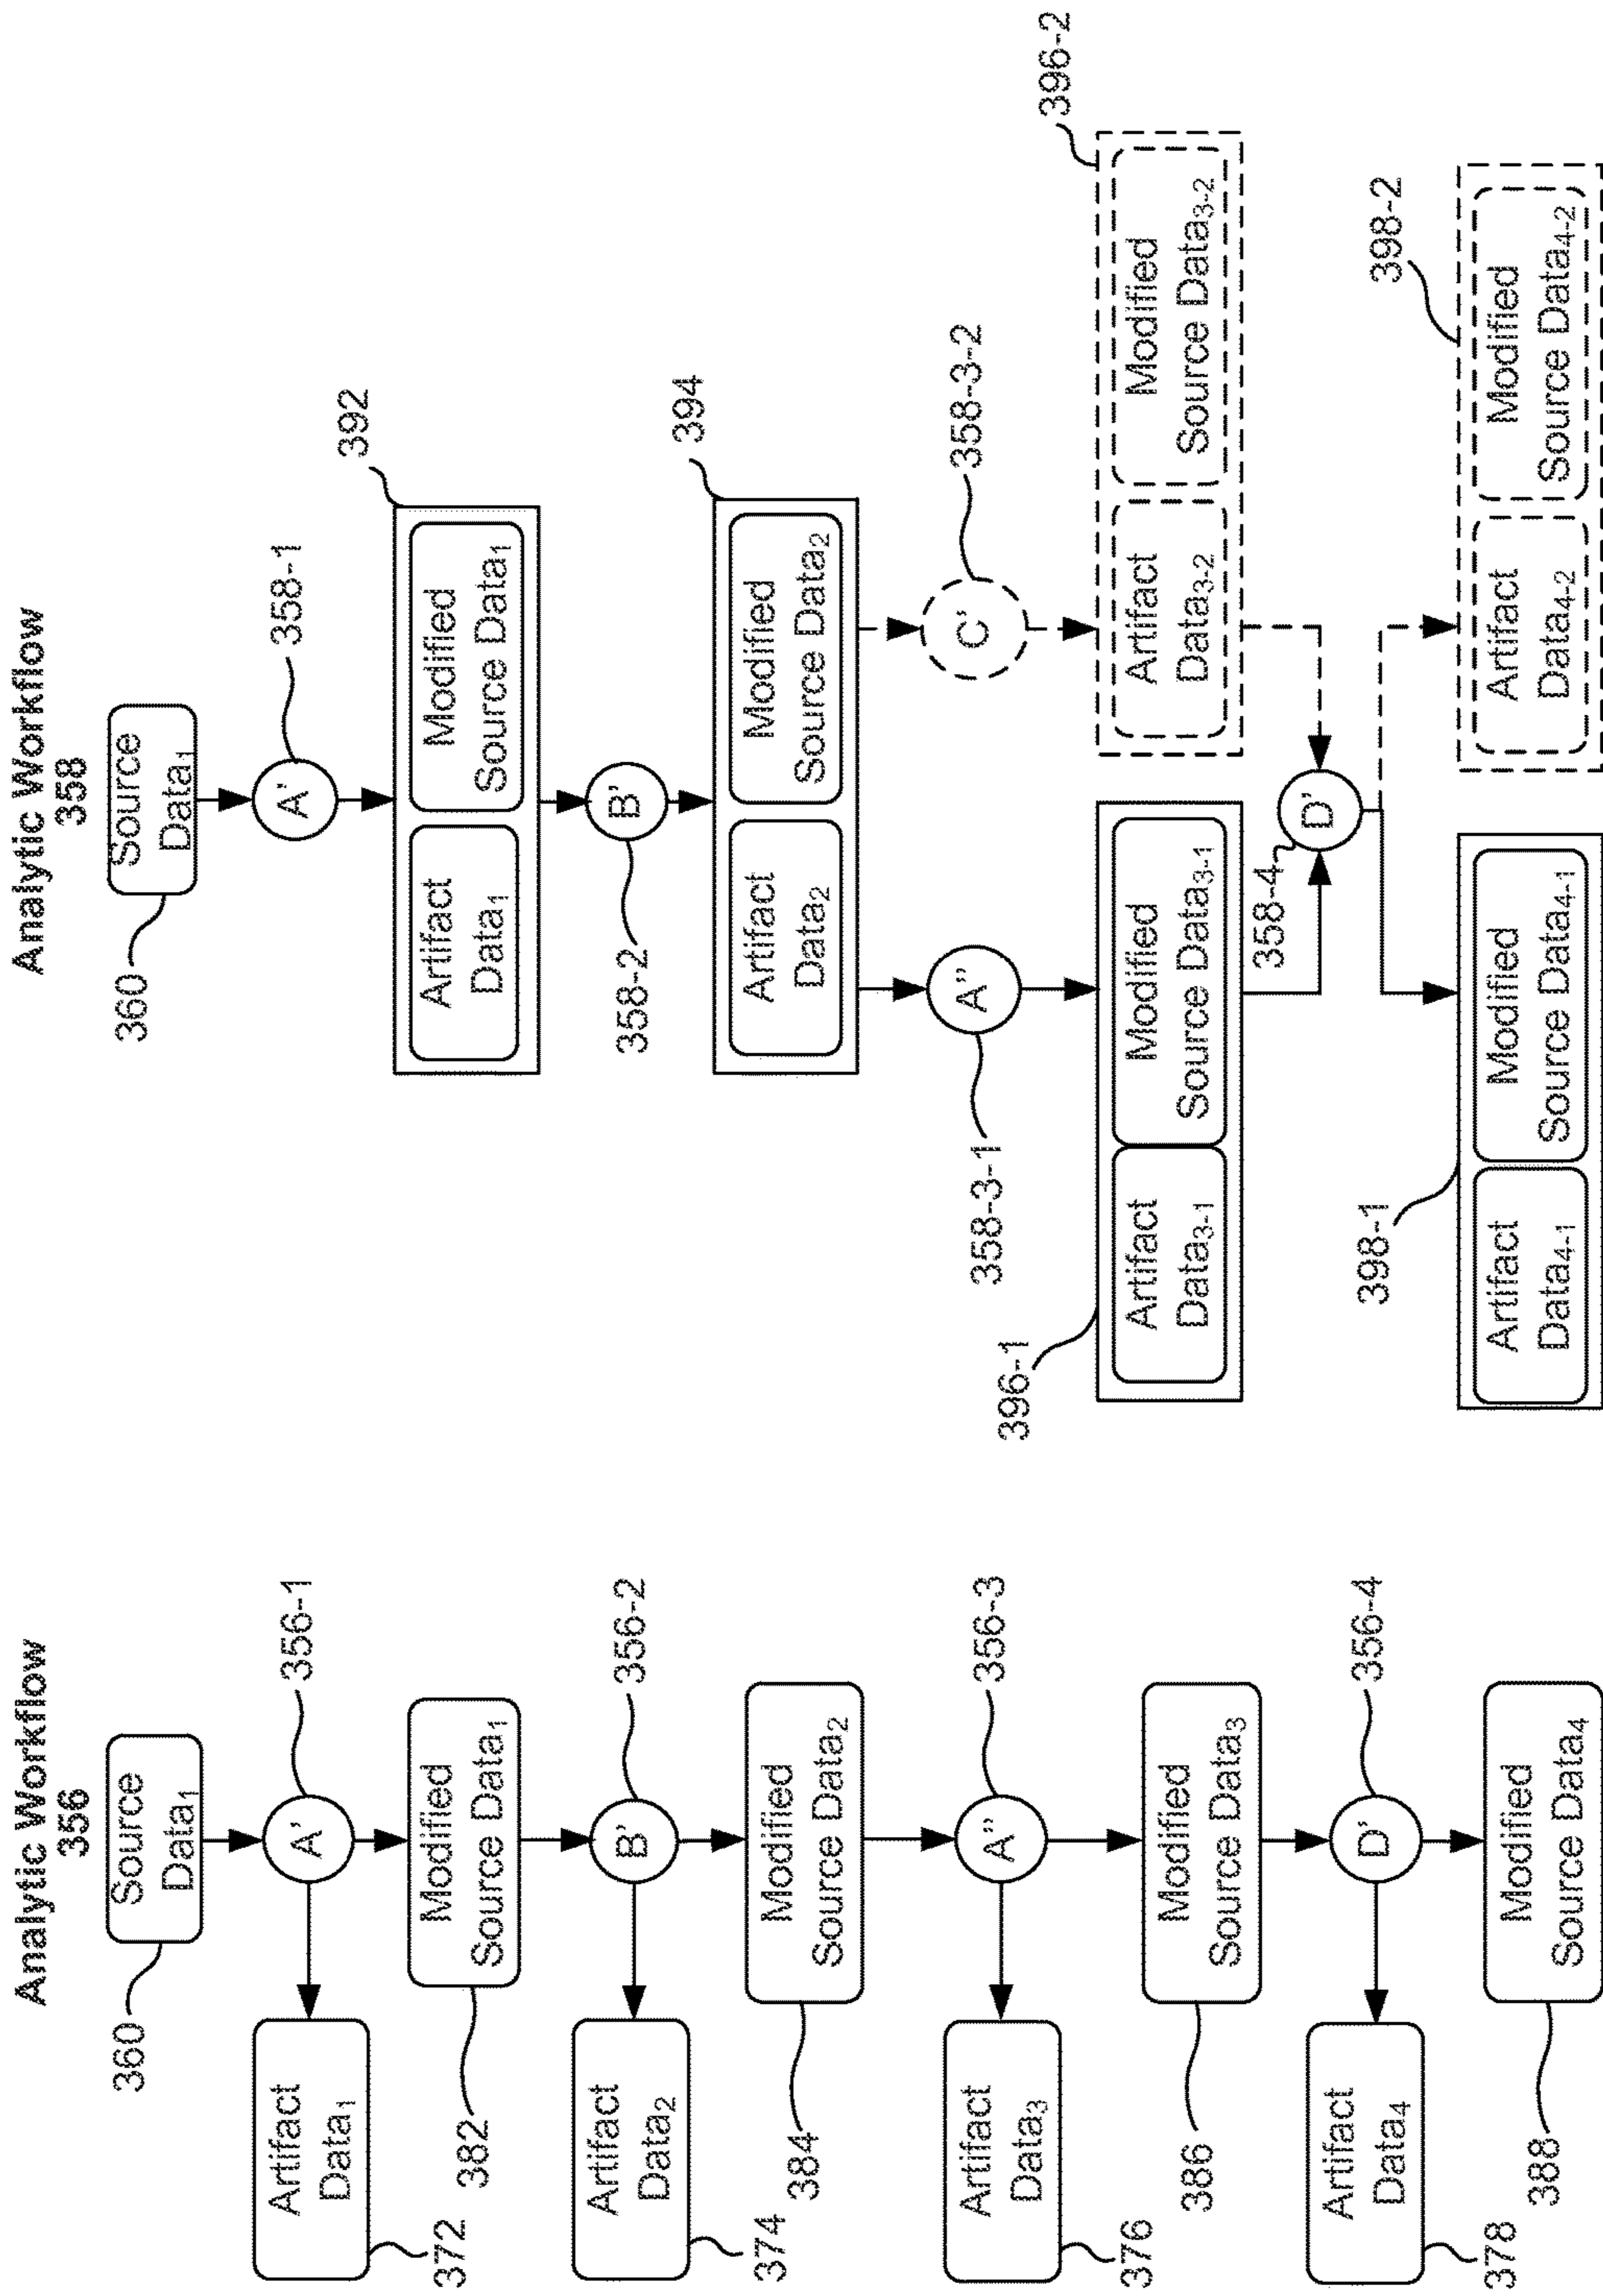 Analytic Workflow
356
Source
Data₁
360
A'
356-1
Artifact
Data₁
372
Modified
Source Data₁
382
B'
356-2
Artifact
Data₂
374
Modified
Source Data₂
384
A''
356-3
Artifact
Data₃
376
Modified
Source Data₃
386
D'
356-4
Artifact
Data₄
378
Modified
Source Data₄
388
Analytic Workflow
358
Source
Data₁
360
A'
358-1
392
Artifact
Data₁
Modified
Source Data₁
B'
358-2
394
Artifact
Data₂
Modified
Source Data₂
A''
358-3-1
C'
358-3-2
396-1
Artifact
Data₃₋₁
Modified
Source Data₃₋₁
396-2
Artifact
Data₃₋₂
Modified
Source Data₃₋₂
358-4
D'
398-1
Artifact
Data₄₋₁
Modified
Source Data₄₋₁
398-2
Artifact
Data₄₋₂
Modified
Source Data₄₋₂